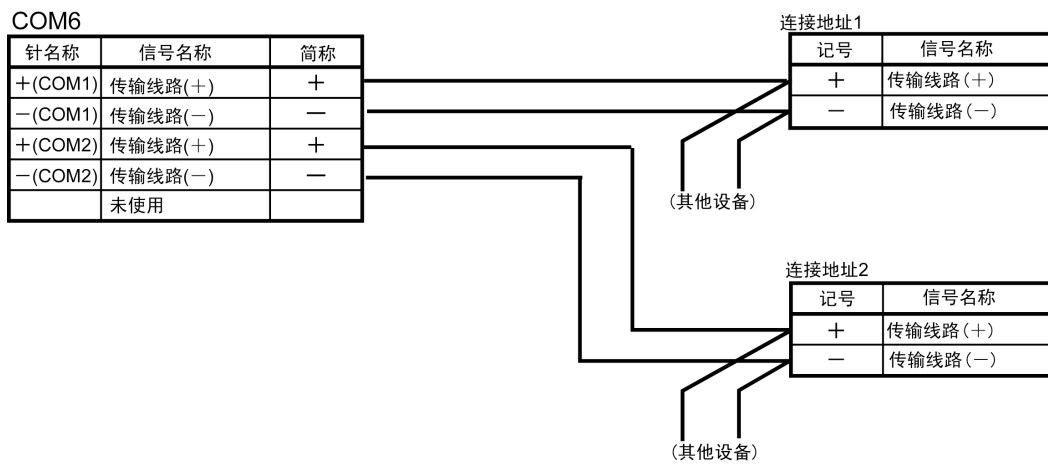 COM6
针名称 信号名称 简称
+(COM1) 传输线路(+) +
-(COM1) 传输线路(-) -
+(COM2) 传输线路(+) +
-(COM2) 传输线路(-) -
未使用
连接地址1
记号 信号名称
+ 传输线路(+)
- 传输线路(-)
(其他设备)
连接地址2
记号 信号名称
+ 传输线路(+)
- 传输线路(-)
(其他设备)